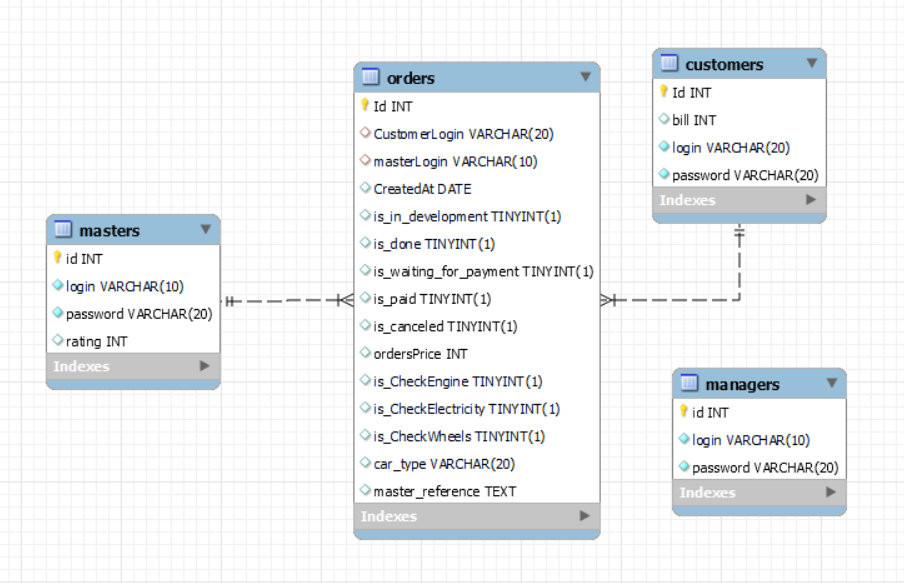 masters
id INT
login VARCHAR(10)
password VARCHAR(20)
rating INT
Indexes
orders
Id INT
CustomerLogin VARCHAR(20)
masterLogin VARCHAR(10)
CreatedAt DATE
is_in_development TINYINT(1)
is_done TINYINT(1)
is_waiting_for_payment TINYINT(1)
is_paid TINYINT(1)
is_canceled TINYINT(1)
ordersPrice INT
is_CheckEngine TINYINT(1)
is_CheckElectricity TINYINT(1)
is_CheckWheels TINYINT(1)
car_type VARCHAR(20)
master_reference TEXT
Indexes
customers
Id INT
bill INT
login VARCHAR(20)
password VARCHAR(20)
Indexes
managers
id INT
login VARCHAR(10)
password VARCHAR(20)
Indexes